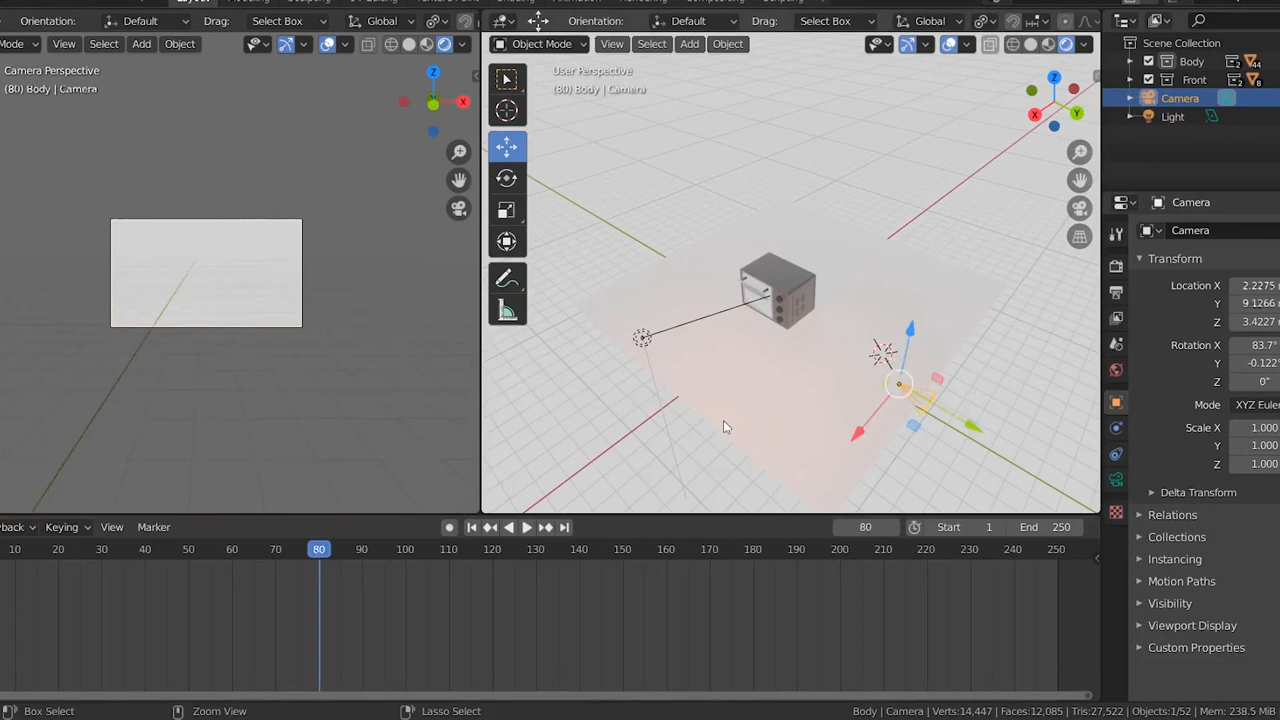 Orientation: Default Drag: Select Box Global
Orientation: Default Drag: Select Box Global
Mode View Select Add Object
Object Mode View Select Add Object
Camera Perspective
(80) Body | Camera
Z
X
User Perspective
(80) Body | Camera
Z
X
Y
Scene Collection
Body 2 44
Front 2 8
Camera
Light
Camera
Camera
Transform
Location X 2.2275
Y 9.1266
Z 3.4227
Rotation X 83.7°
Y -0.122°
Z 0°
Mode XYZ Euler
Scale X 1.000
Y 1.000
Z 1.000
Delta Transform
Relations
Collections
Instancing
Motion Paths
Visibility
Viewport Display
Custom Properties
yback Keying View Marker 80 Start 1 End 250
10 20 30 40 50 60 70 80 90 100 110 120 130 140 150 160 170 180 190 200 210 220 230 240 250
Box Select Zoom View Lasso Select Body | Camera | Verts:14,447 | Faces:12,085 | Tris:27,522 | Objects:1/52 | Mem: 238.5 MiB